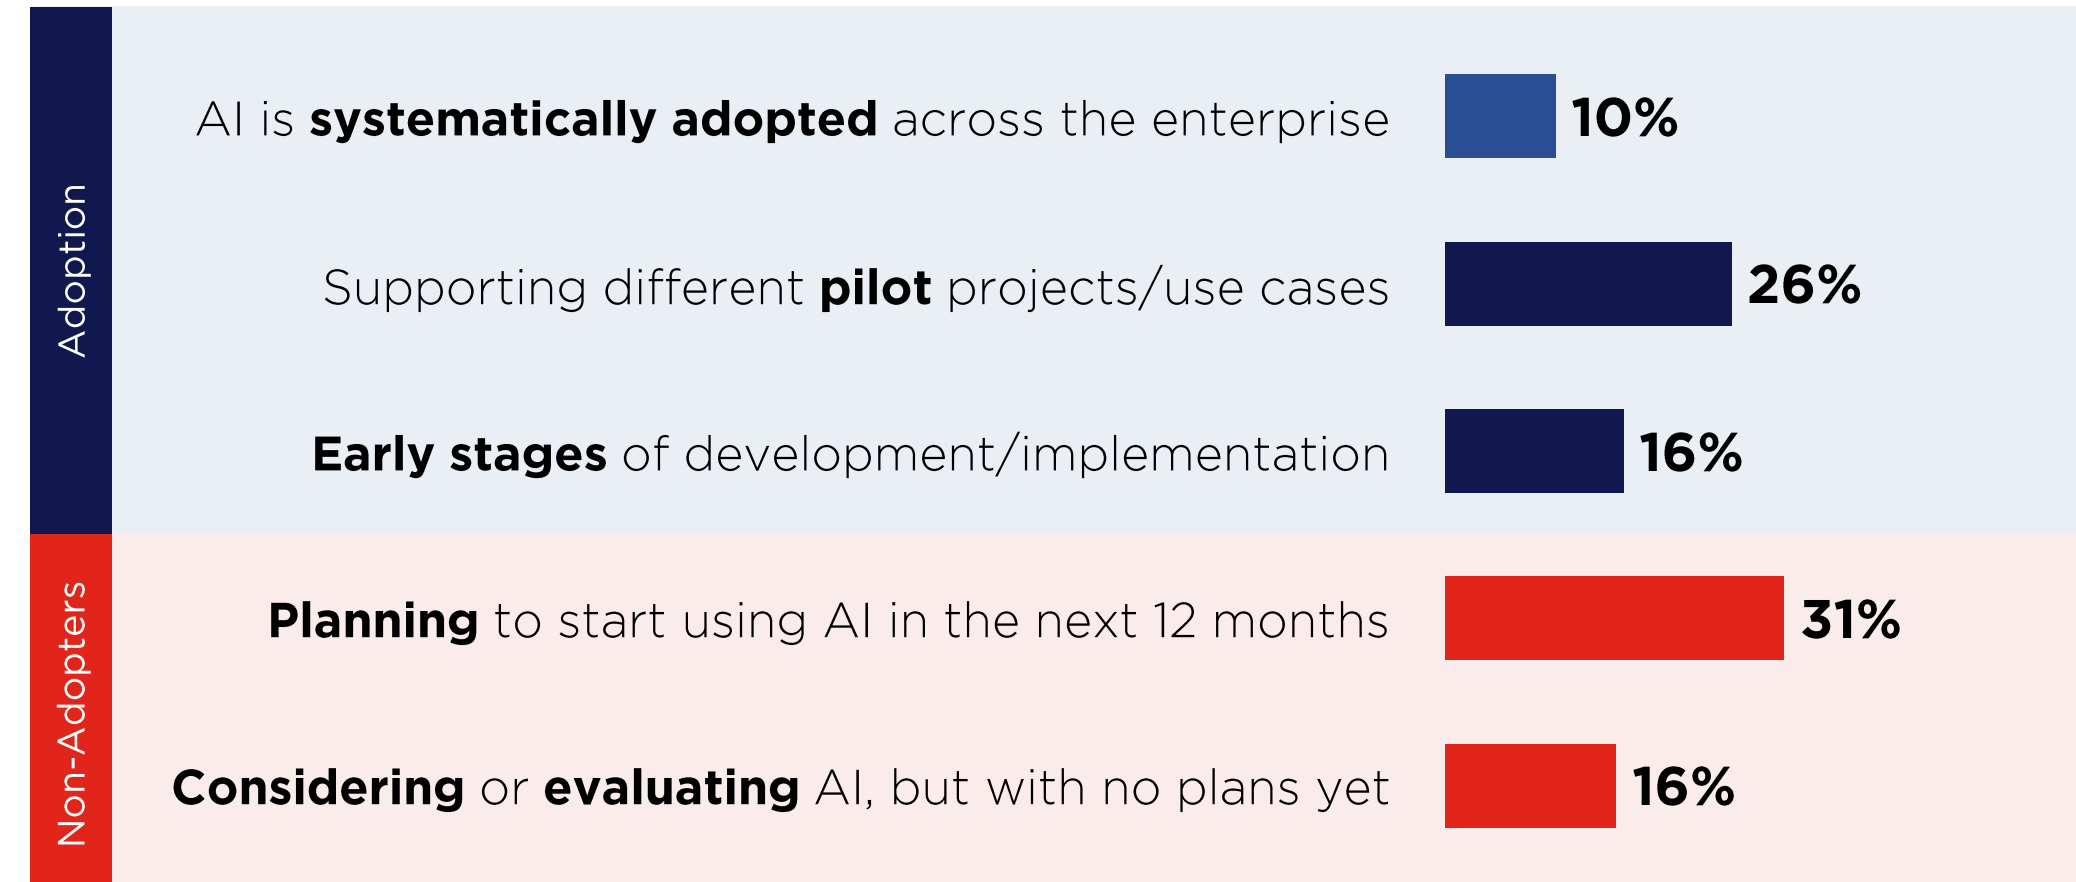 Adoption
AI is systematically adopted across the enterprise 10%
Supporting different pilot projects/use cases 26%
Early stages of development/implementation 16%
Non-Adopters
Planning to start using AI in the next 12 months 31%
Considering or evaluating AI, but with no plans yet 16%